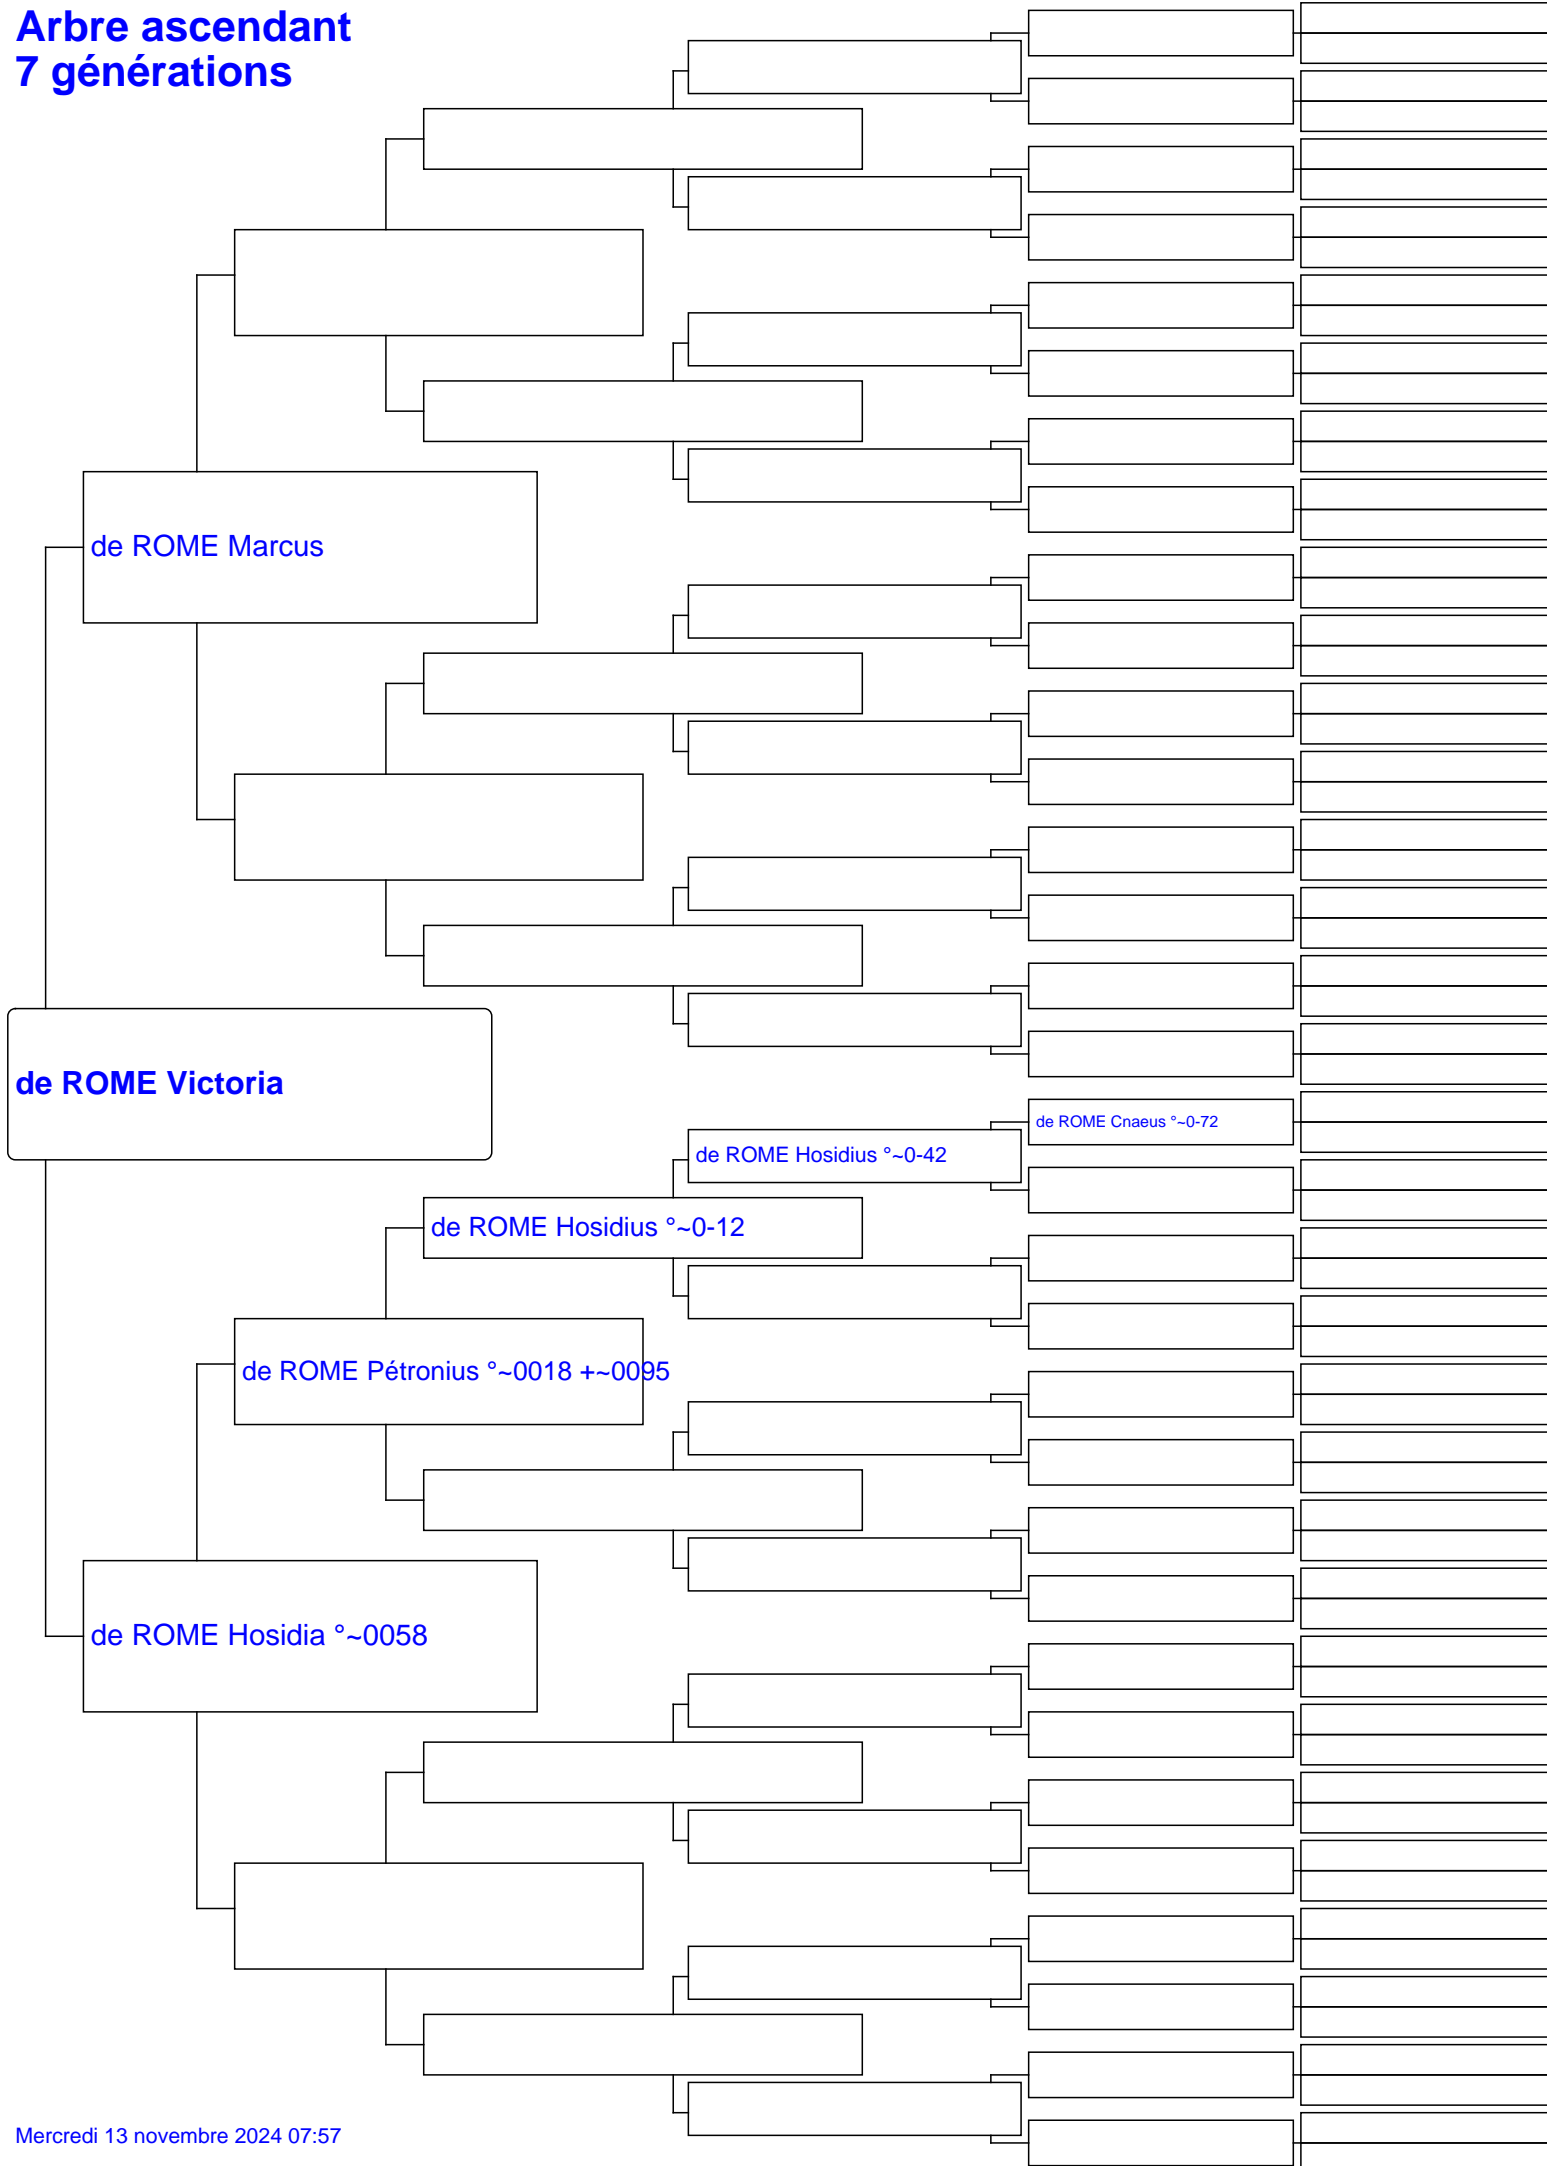 Arbre ascendant
7 générations
de ROME Marcus
de ROME Victoria
de ROME Cnaeus °~0-72
de ROME Hosidius °~0-42
de ROME Hosidius °~0-12
de ROME Pétronius °~0018 +~0095
de ROME Hosidia °~0058
Mercredi 13 novembre 2024 07:57